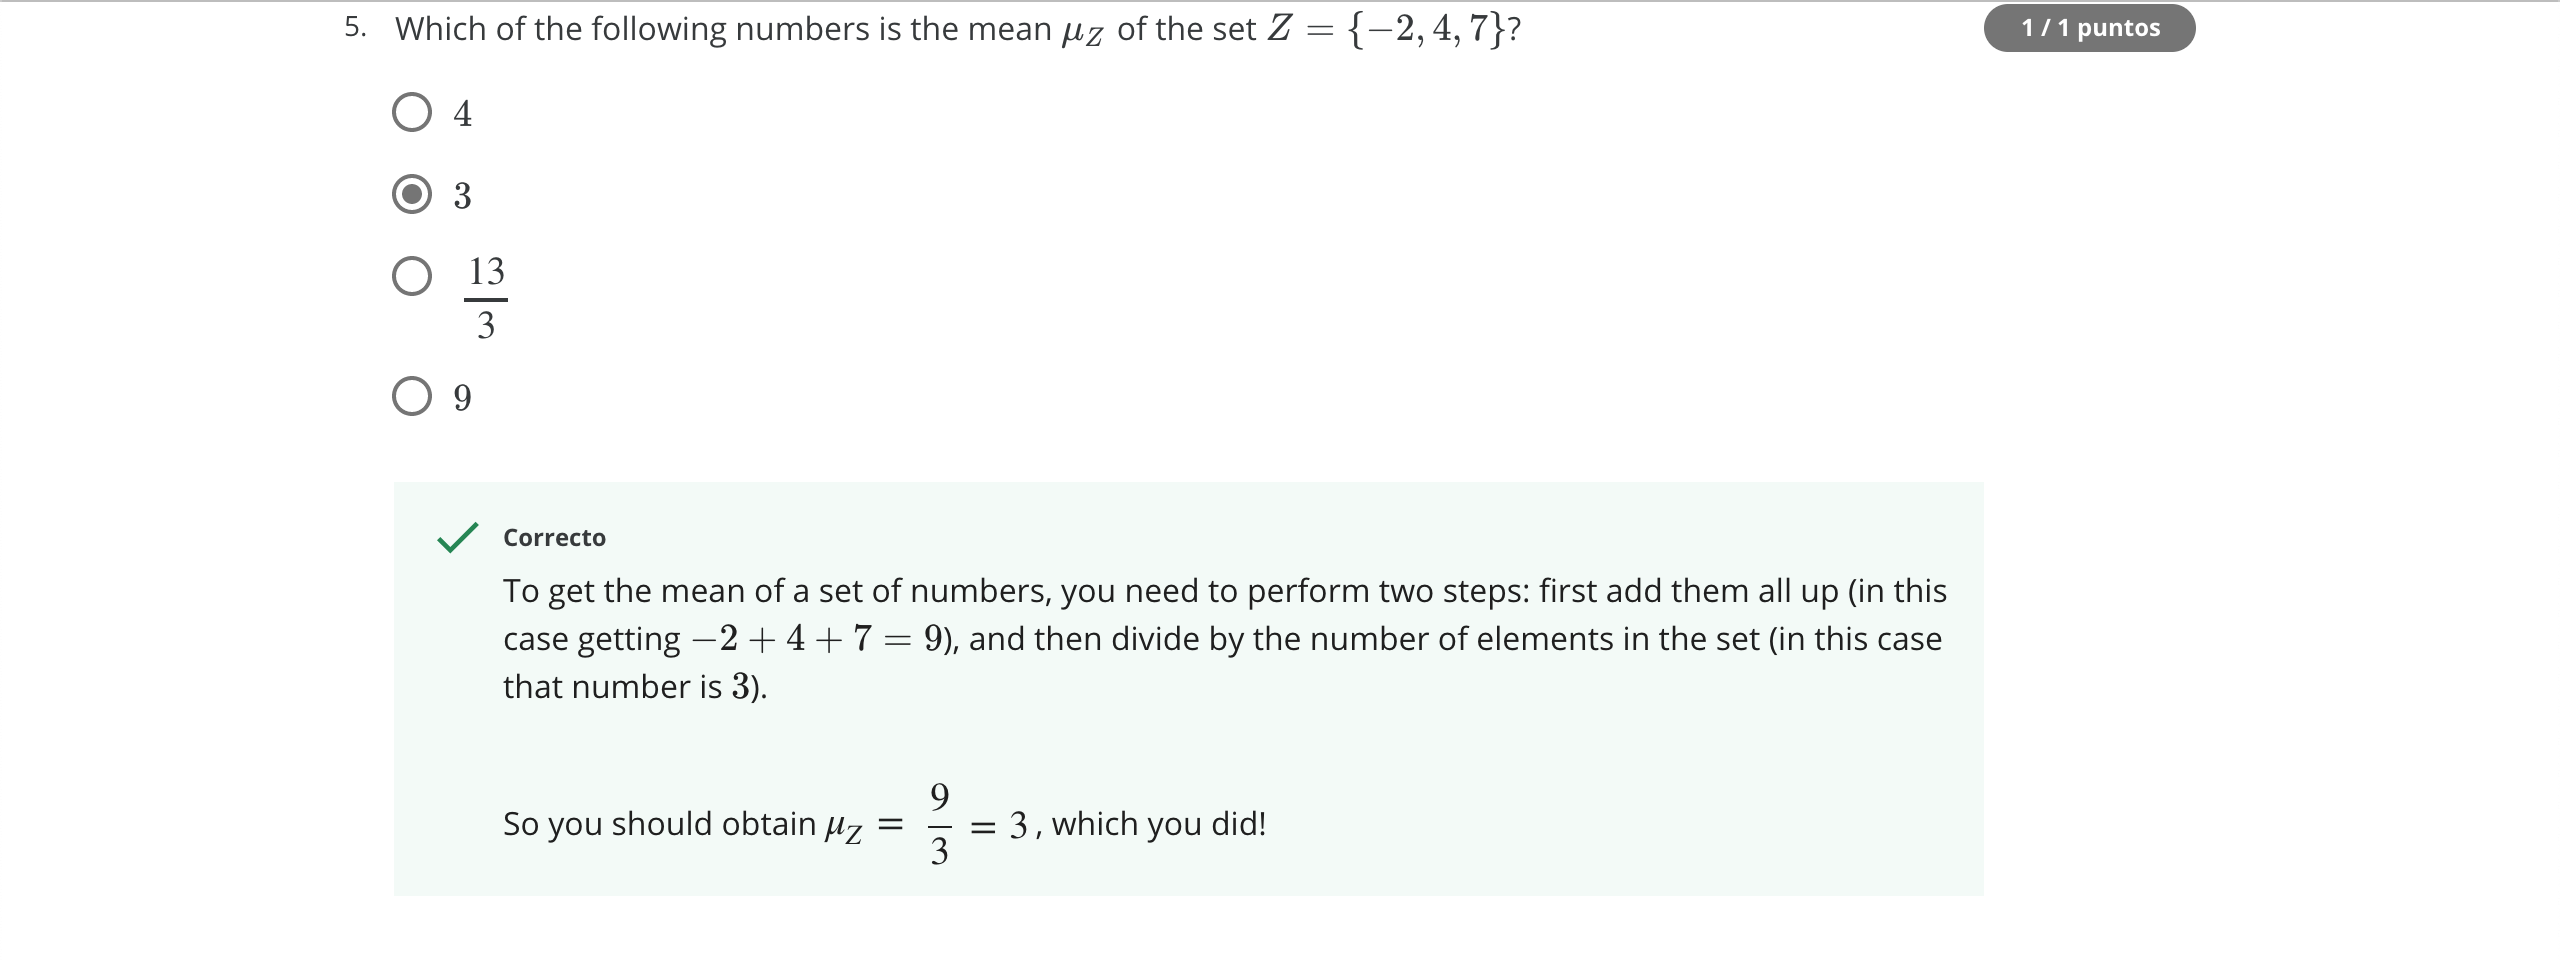 5. Which of the following numbers is the mean μ_Z of the set Z = {−2, 4, 7}?
1 / 1 puntos
4
3
13/3
9
Correcto
To get the mean of a set of numbers, you need to perform two steps: first add them all up (in this
case getting −2 + 4 + 7 = 9), and then divide by the number of elements in the set (in this case
that number is 3).
So you should obtain μ_Z = 9/3 = 3, which you did!